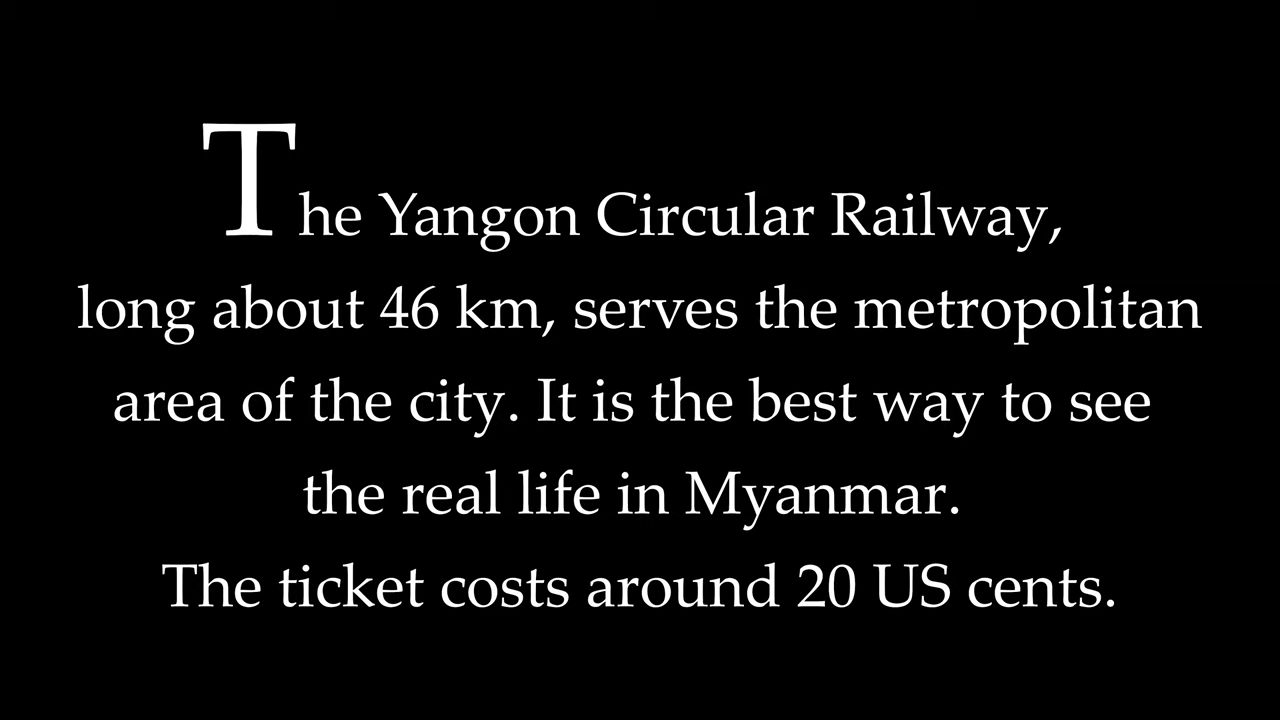 The Yangon Circular Railway,
long about 46 km, serves the metropolitan
area of the city. It is the best way to see
the real life in Myanmar.
The ticket costs around 20 US cents.